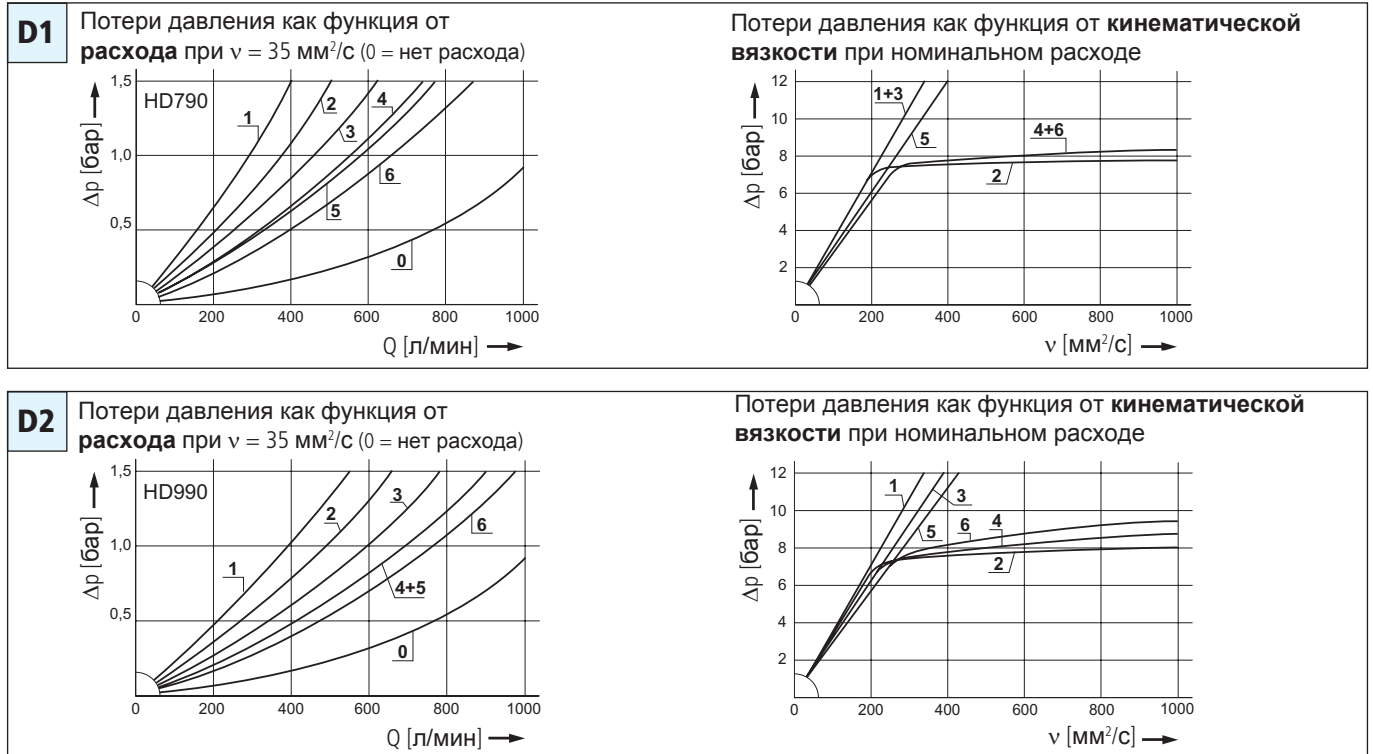 D1
Потери давления как функция от
расхода при ν = 35 мм²/с (0 = нет расхода)
Δp [бар]
1,5
1,0
0,5
HD790
1
2
3
4
5
6
0
0 200 400 600 800 1000
Q [л/мин]
Потери давления как функция от кинематической
вязкости при номинальном расходе
Δp [бар]
12
10
8
6
4
2
1+3
5
4+6
2
0 200 400 600 800 1000
ν [мм²/с]
D2
Потери давления как функция от
расхода при ν = 35 мм²/с (0 = нет расхода)
Δp [бар]
1,5
1,0
0,5
HD990
1
2
3
6
4+5
0
0 200 400 600 800 1000
Q [л/мин]
Потери давления как функция от кинематической
вязкости при номинальном расходе
Δp [бар]
12
10
8
6
4
2
1
3
5
6
4
2
0 200 400 600 800 1000
ν [мм²/с]